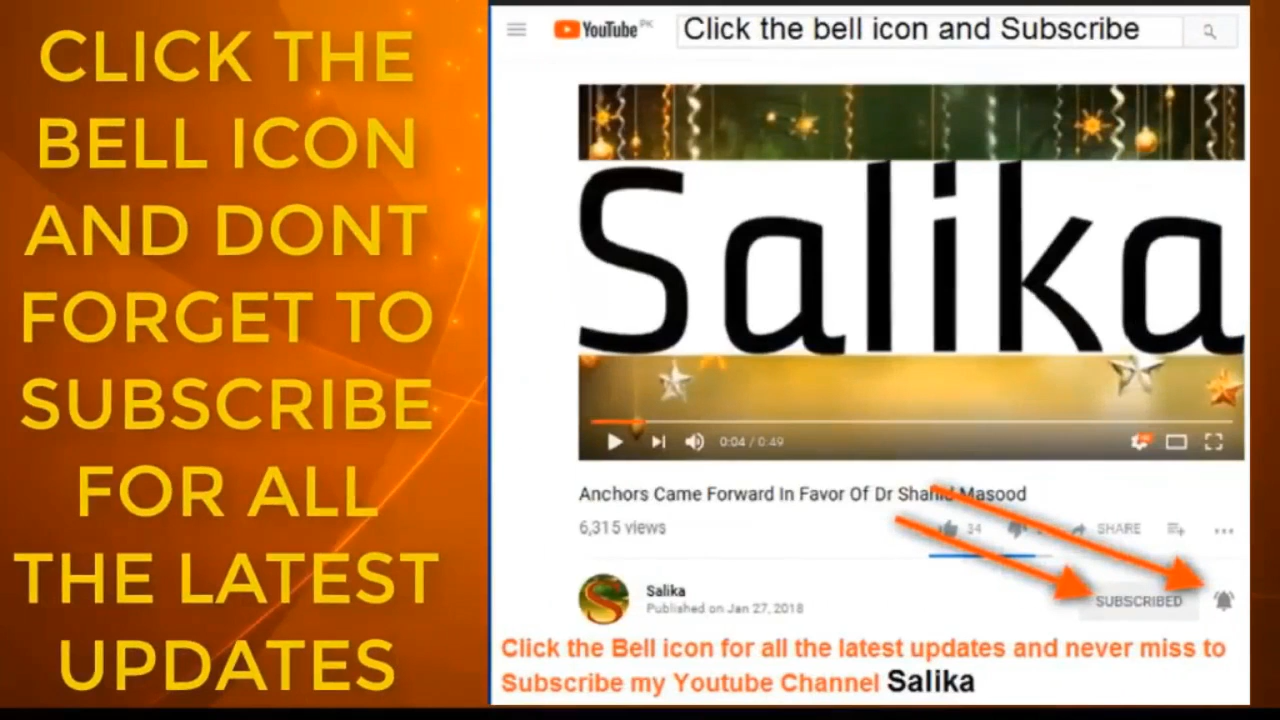 CLICK THE
BELL ICON
AND DONT
FORGET TO
SUBSCRIBE
FOR ALL
THE LATEST
UPDATES
YouTube PK
Click the bell icon and Subscribe
Salika
0:04 / 0:49
Anchors Came Forward In Favor Of Dr Shahid Masood
6,315 views
34
SHARE
S
Salika
Published on Jan 27, 2018
SUBSCRIBED
Click the Bell icon for all the latest updates and never miss to
Subscribe my Youtube Channel Salika